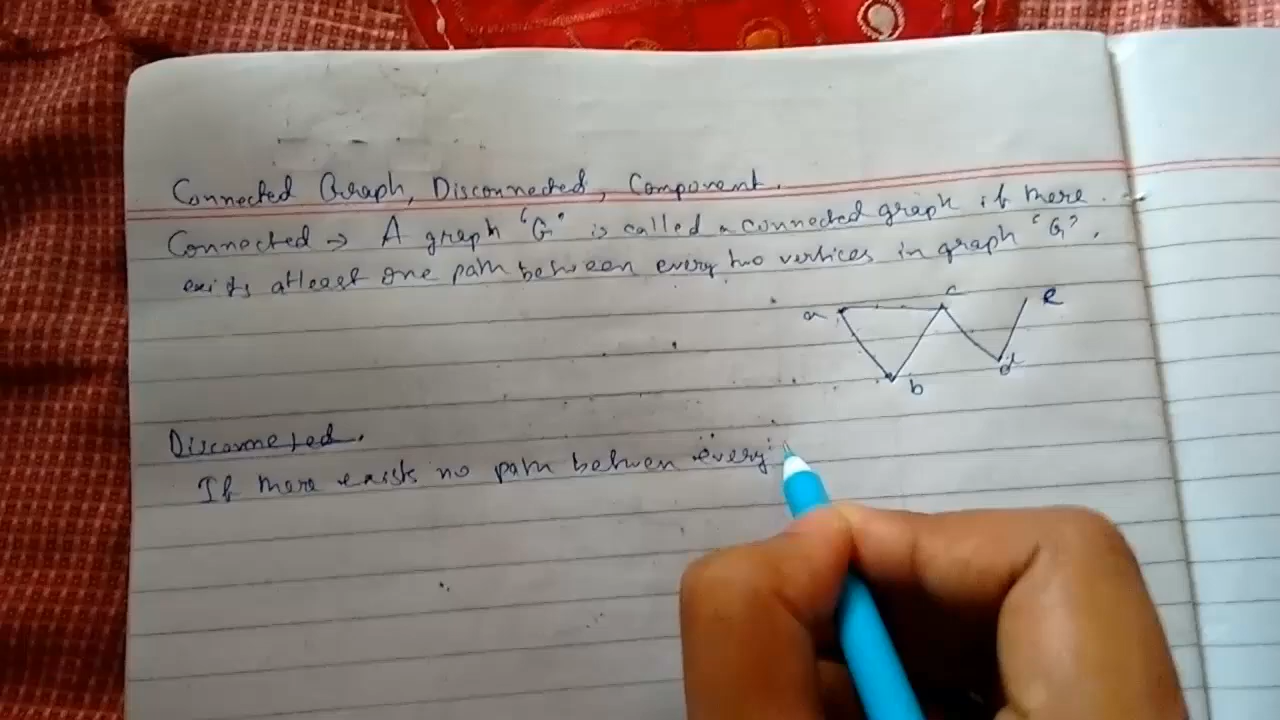 Connected Graph, Disconnected, Component.
Connected → A graph 'G' is called a connected graph if there
exists atleast one path between every two vertices in graph 'G',
a c e
b d
Disconnected.
If there exists no path between every